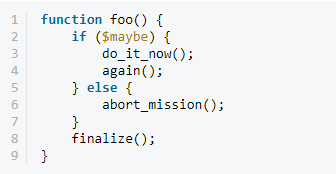 1 function foo() {
2     if ($maybe) {
3         do_it_now();
4         again();
5     } else {
6         abort_mission();
7     }
8     finalize();
9 }